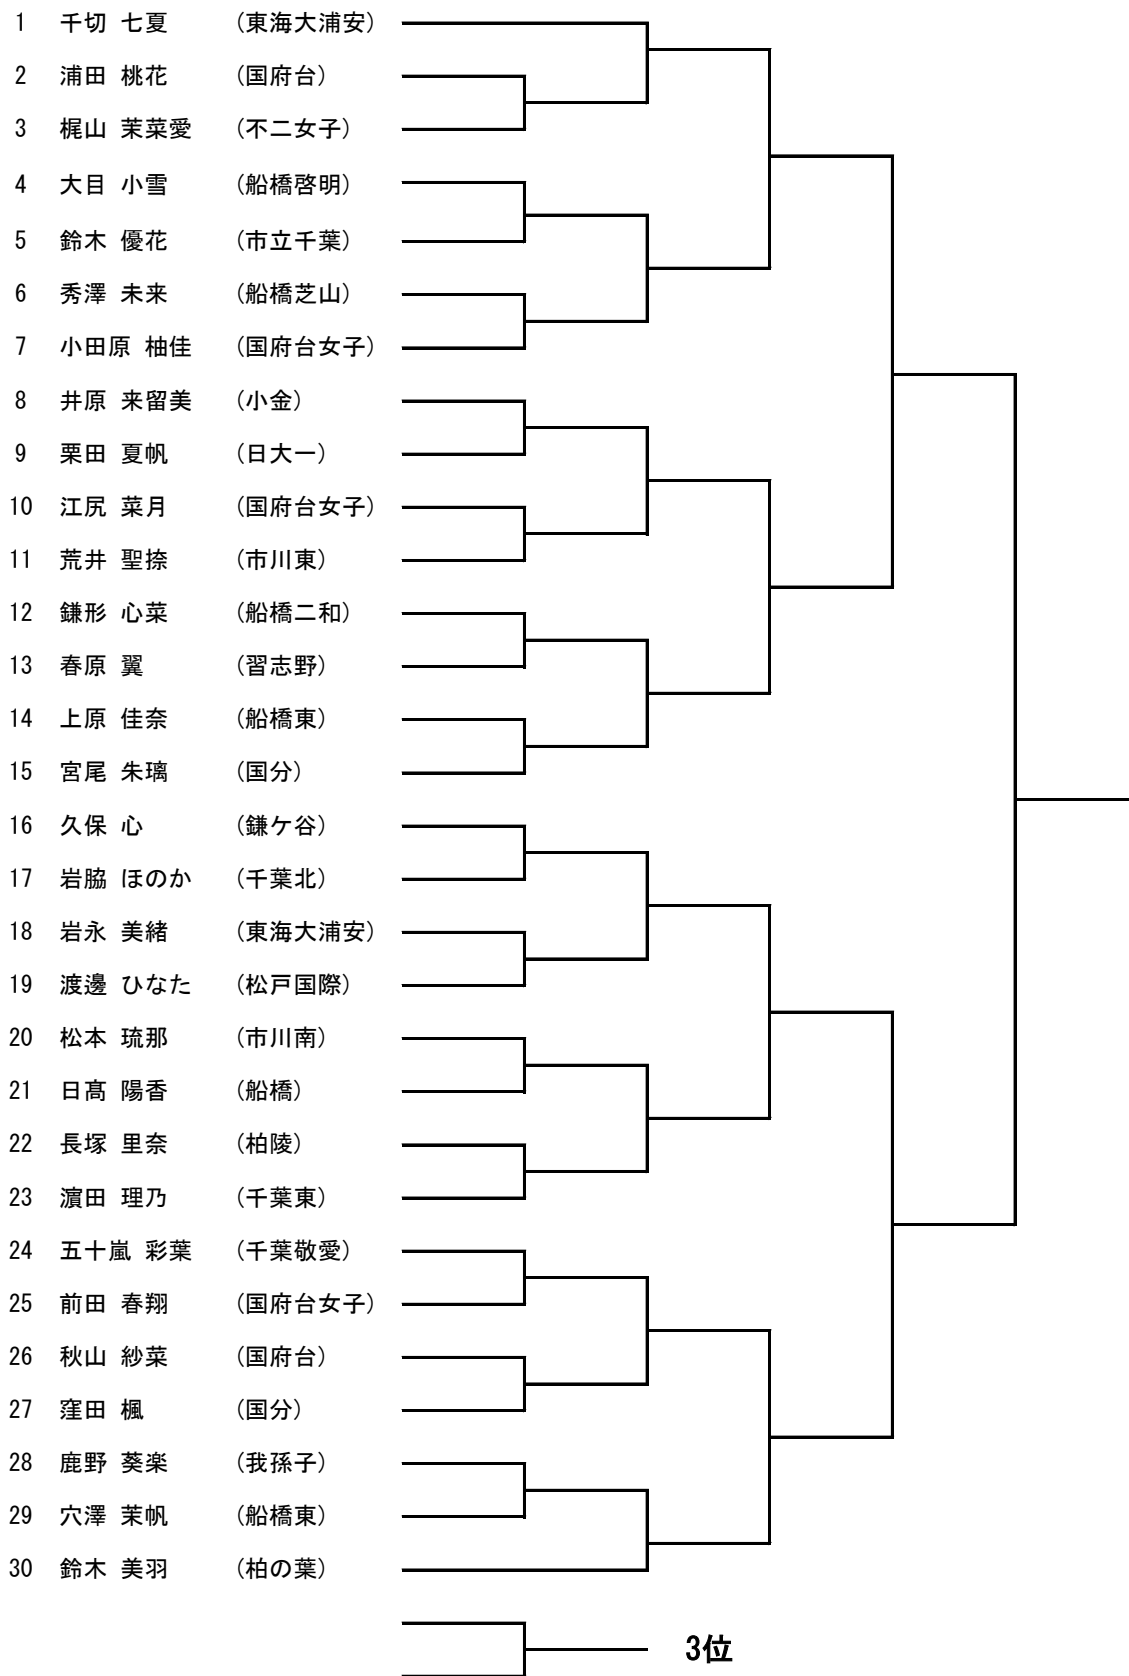 1 千切 七夏 (東海大浦安)
2 浦田 桃花 (国府台)
3 梶山 茉菜愛 (不二女子)
4 大目 小雪 (船橋啓明)
5 鈴木 優花 (市立千葉)
6 秀澤 未来 (船橋芝山)
7 小田原 柚佳 (国府台女子)
8 井原 来留美 (小金)
9 栗田 夏帆 (日大一)
10 江尻 菜月 (国府台女子)
11 荒井 聖捺 (市川東)
12 鎌形 心菜 (船橋二和)
13 春原 翼 (習志野)
14 上原 佳奈 (船橋東)
15 宮尾 朱璃 (国分)
16 久保 心 (鎌ケ谷)
17 岩脇 ほのか (千葉北)
18 岩永 美緒 (東海大浦安)
19 渡邊 ひなた (松戸国際)
20 松本 琉那 (市川南)
21 日髙 陽香 (船橋)
22 長塚 里奈 (柏陵)
23 濵田 理乃 (千葉東)
24 五十嵐 彩葉 (千葉敬愛)
25 前田 春翔 (国府台女子)
26 秋山 紗菜 (国府台)
27 窪田 楓 (国分)
28 鹿野 葵楽 (我孫子)
29 穴澤 茉帆 (船橋東)
30 鈴木 美羽 (柏の葉)
3位